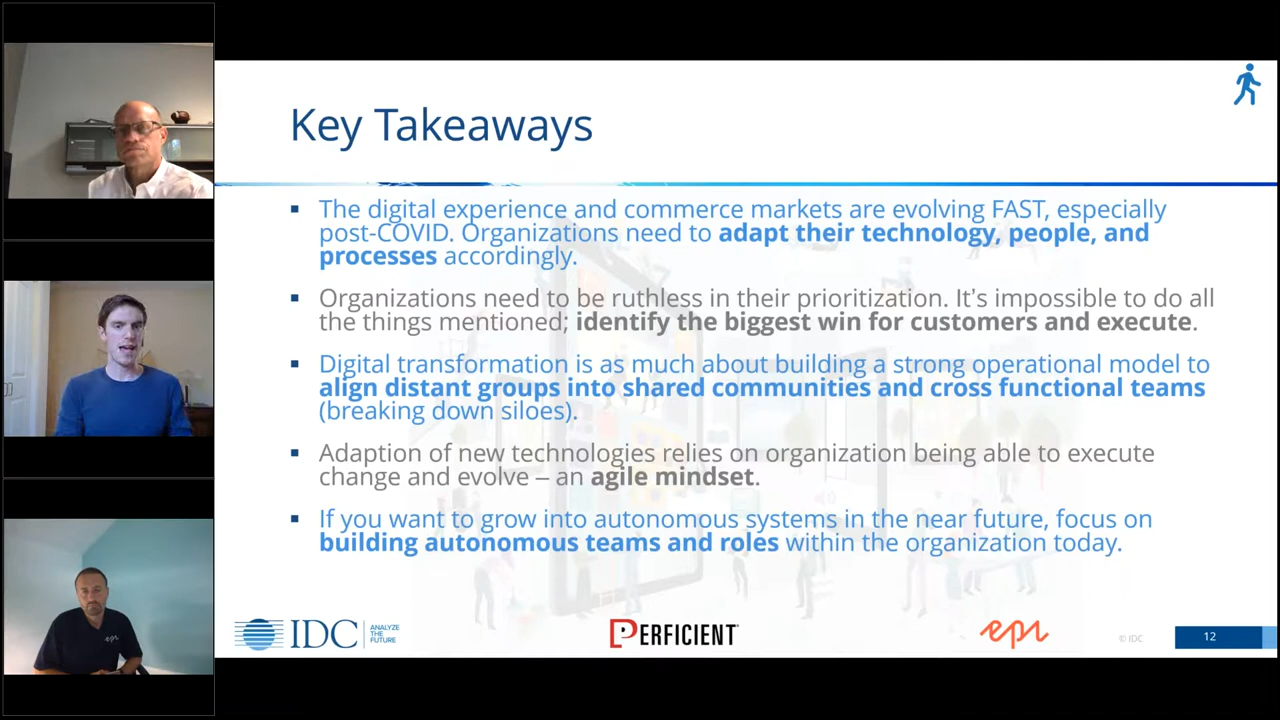 Key Takeaways
▪ The digital experience and commerce markets are evolving FAST, especially
post-COVID. Organizations need to adapt their technology, people, and
processes accordingly.
▪ Organizations need to be ruthless in their prioritization. It’s impossible to do all
the things mentioned; identify the biggest win for customers and execute.
▪ Digital transformation is as much about building a strong operational model to
align distant groups into shared communities and cross functional teams
(breaking down siloes).
▪ Adaption of new technologies relies on organization being able to execute
change and evolve – an agile mindset.
▪ If you want to grow into autonomous systems in the near future, focus on
building autonomous teams and roles within the organization today.
IDC
ANALYZE
THE
FUTURE
PERFICIENT
epi
© IDC
12
epi